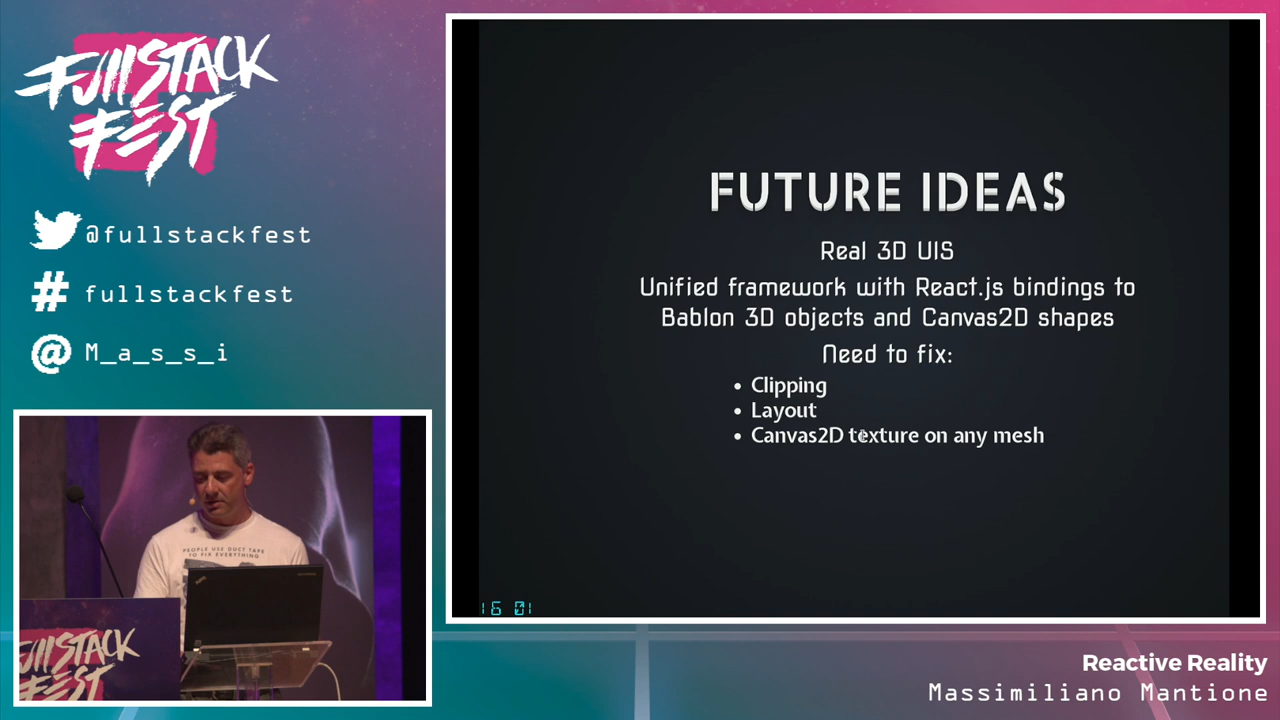 FullSTACK
FEST
@fullstackfest
# fullstackfest
@ M_a_s_s_i
FUTURE IDEAS
Real 3D UIS
Unified framework with React.js bindings to
Bablon 3D objects and Canvas2D shapes
Need to fix:
• Clipping
• Layout
• Canvas2D texture on any mesh
16 01
PEOPLE USE DUCT TAPE
TO FIX EVERYTHING
ThinkPad
FullSTACK
FEST
Reactive Reality
Massimiliano Mantione